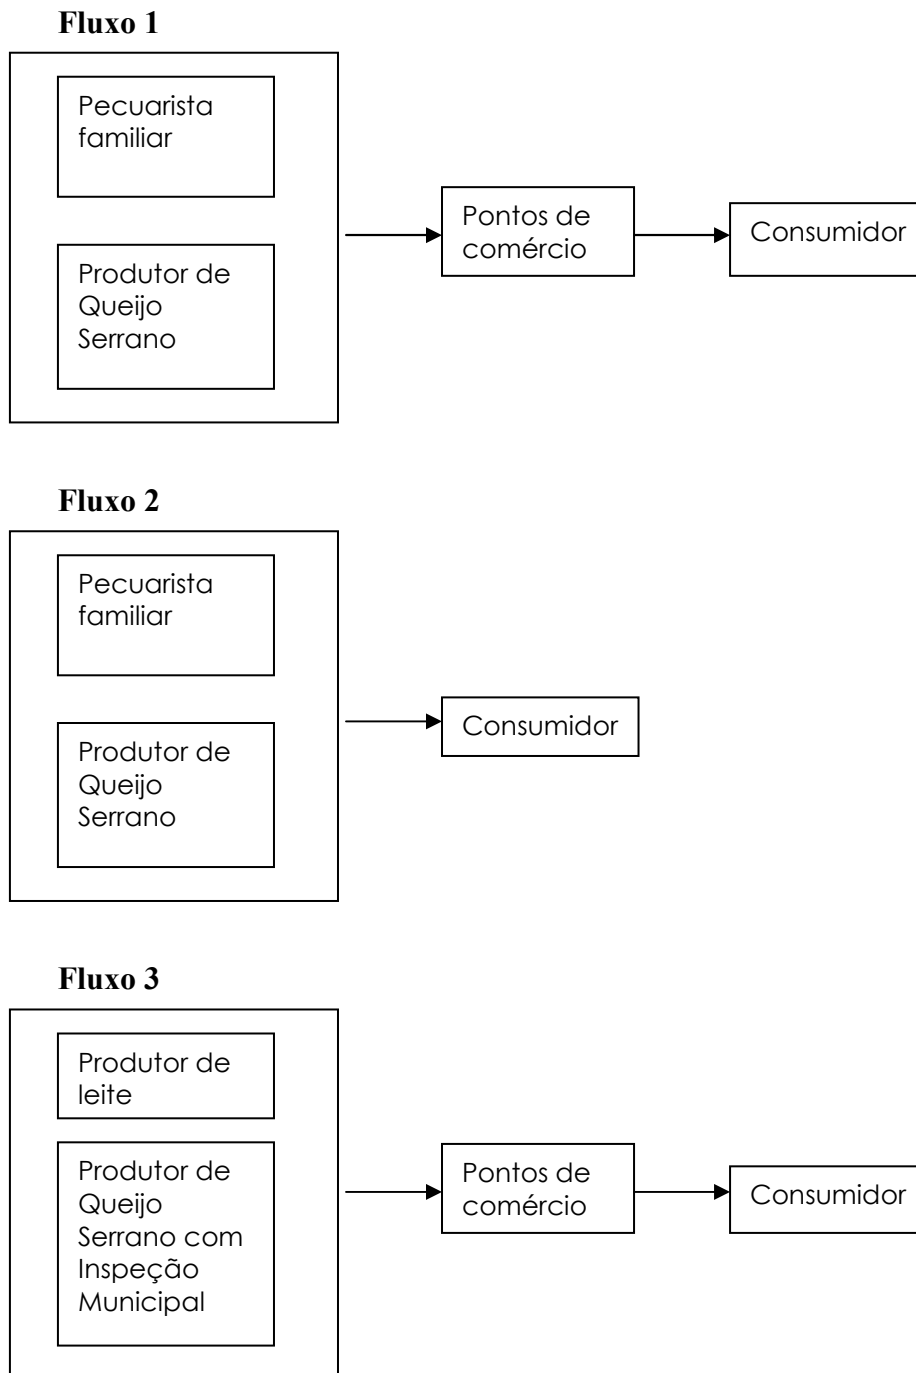 Fluxo 1
Pecuarista
familiar
Produtor de
Queijo
Serrano
Pontos de
comércio
Consumidor
Fluxo 2
Pecuarista
familiar
Produtor de
Queijo
Serrano
Consumidor
Fluxo 3
Produtor de
leite
Produtor de
Queijo
Serrano com
Inspeção
Municipal
Pontos de
comércio
Consumidor